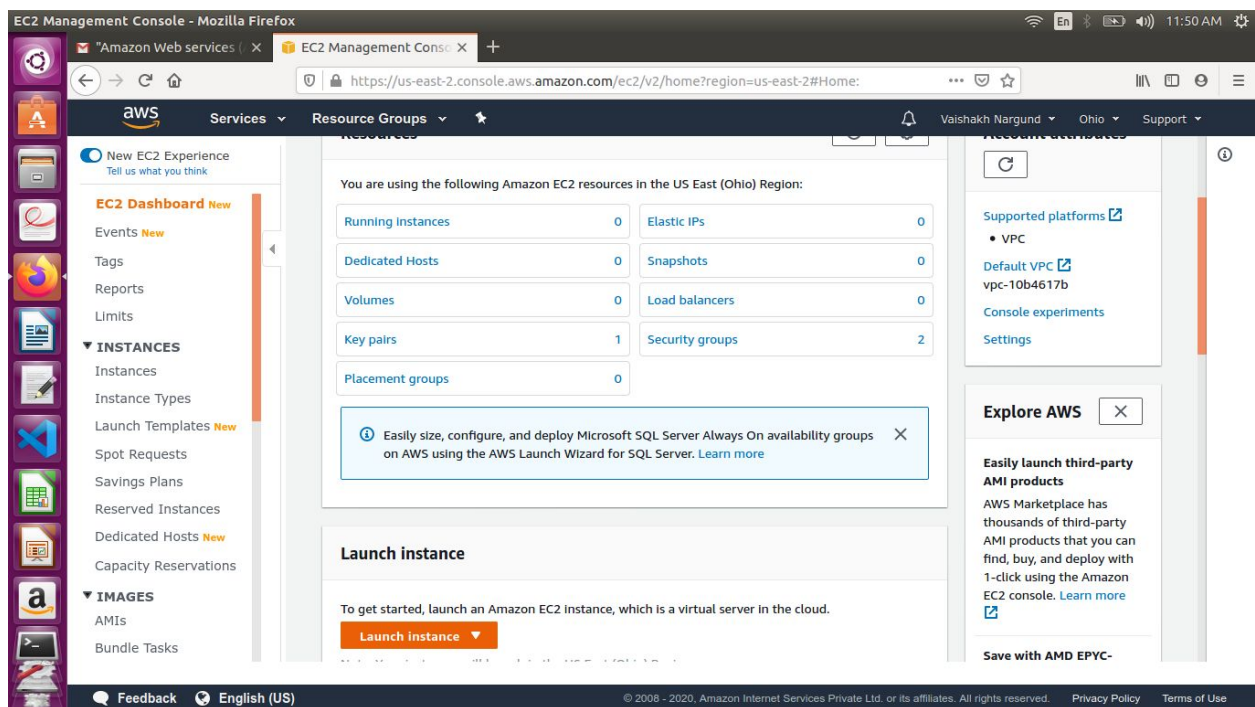 EC2 Management Console - Mozilla Firefox
En
11:50 AM
"Amazon Web services (
EC2 Management Conso
https://us-east-2.console.aws.amazon.com/ec2/v2/home?region=us-east-2#Home:
aws
Services
Resource Groups
Vaishakh Nargund
Ohio
Support
New EC2 Experience
Tell us what you think
EC2 Dashboard New
Events New
Tags
Reports
Limits
INSTANCES
Instances
Instance Types
Launch Templates New
Spot Requests
Savings Plans
Reserved Instances
Dedicated Hosts New
Capacity Reservations
IMAGES
AMIs
Bundle Tasks
Resources
You are using the following Amazon EC2 resources in the US East (Ohio) Region:
Running instances 0
Elastic IPs 0
Dedicated Hosts 0
Snapshots 0
Volumes 0
Load balancers 0
Key pairs 1
Security groups 2
Placement groups 0
Easily size, configure, and deploy Microsoft SQL Server Always On availability groups
on AWS using the AWS Launch Wizard for SQL Server. Learn more
Launch instance
To get started, launch an Amazon EC2 instance, which is a virtual server in the cloud.
Launch instance
Account attributes
Supported platforms
• VPC
Default VPC
vpc-10b4617b
Console experiments
Settings
Explore AWS
Easily launch third-party
AMI products
AWS Marketplace has
thousands of third-party
AMI products that you can
find, buy, and deploy with
1-click using the Amazon
EC2 console. Learn more
Save with AMD EPYC-
Feedback
English (US)
© 2008 - 2020, Amazon Internet Services Private Ltd. or its affiliates. All rights reserved.
Privacy Policy
Terms of Use